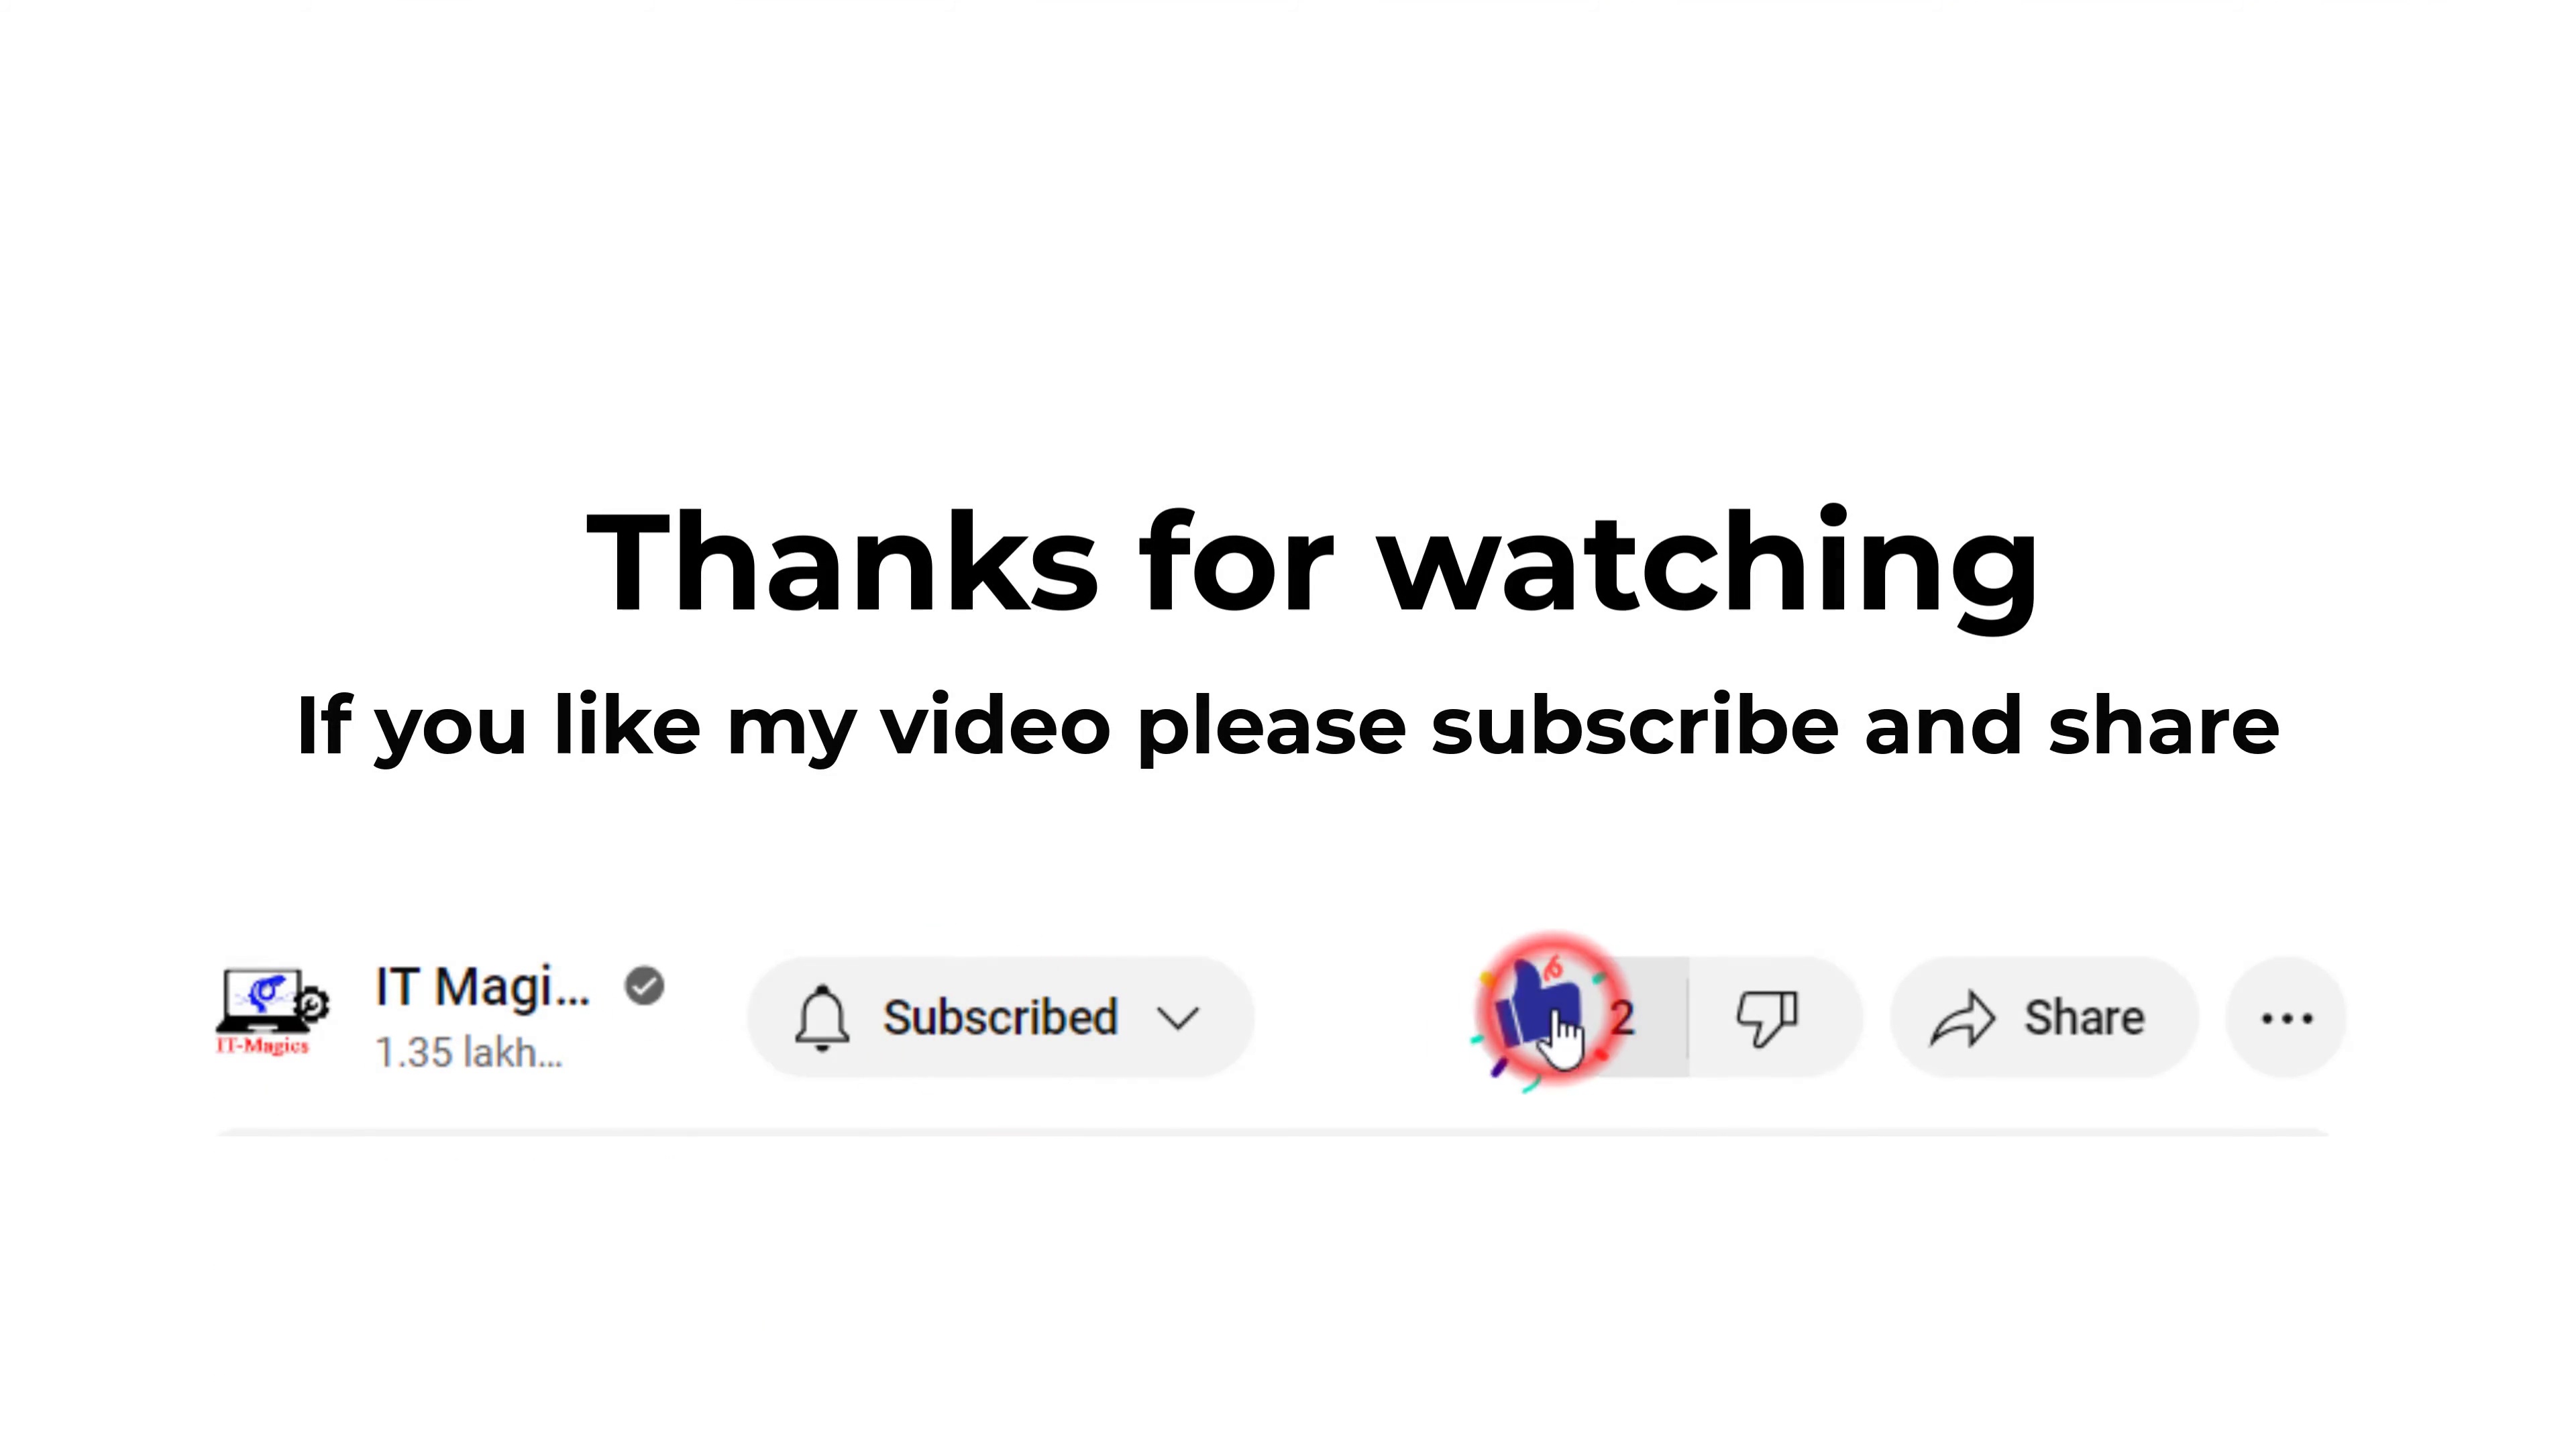 Thanks for watching
If you like my video please subscribe and share
IT Magi...
1.35 lakh...
IT-Magics
Subscribed
2
Share